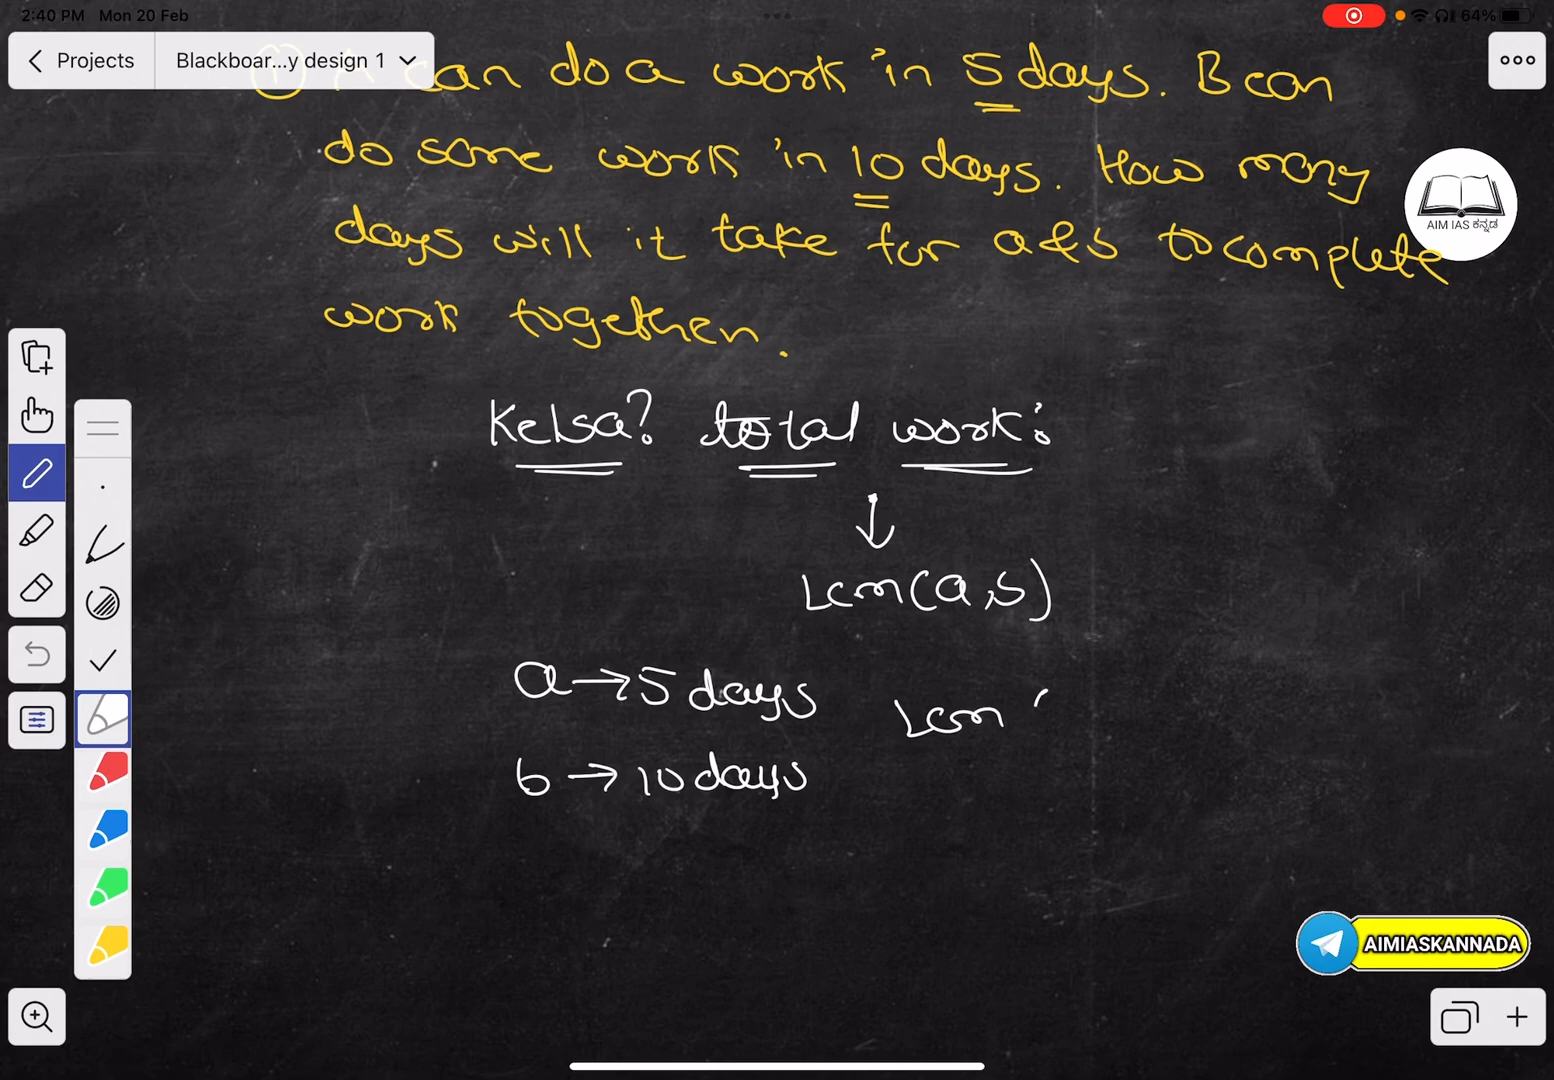 2:40 PM Mon 20 Feb
64%
Projects
Blackboar...y design 1
① A can do a work in 5 days. B can
do same work in 10 days. How many
days will it take for a & b to complete
work together.
AIM IAS ಕನ್ನಡ
Kelsa? total work:
Lcm(a,b)
a→5 days
Lcm
b→10 days
AIMIASKANNADA